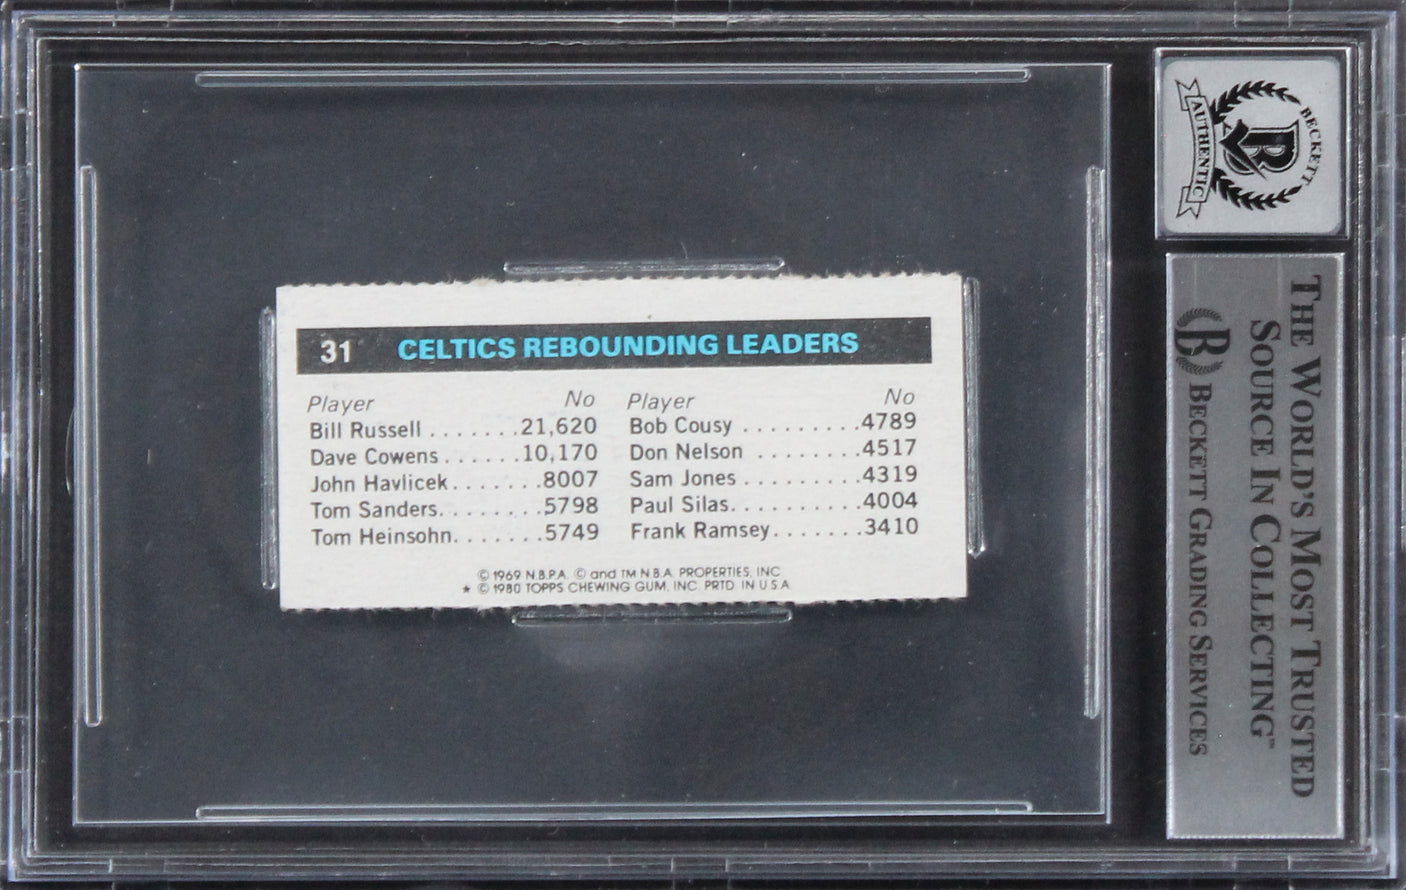 31 CELTICS REBOUNDING LEADERS
Player No Player No
Bill Russell . . . . . . . 21,620 Bob Cousy . . . . . . . . . 4789
Dave Cowens . . . . . . 10,170 Don Nelson . . . . . . . . 4517
John Havlicek . . . . . . . 8007 Sam Jones . . . . . . . . . 4319
Tom Sanders. . . . . . . . 5798 Paul Silas. . . . . . . . . . 4004
Tom Heinsohn. . . . . . . 5749 Frank Ramsey. . . . . . . 3410
© 1969 N.B.P.A. © and TM N.B.A. PROPERTIES, INC
★ © 1980 TOPPS CHEWING GUM, INC. PRTD. IN U.S.A.
BECKETT
AUTHENTIC
THE WORLD'S MOST TRUSTED
SOURCE IN COLLECTING™
B BECKETT GRADING SERVICES